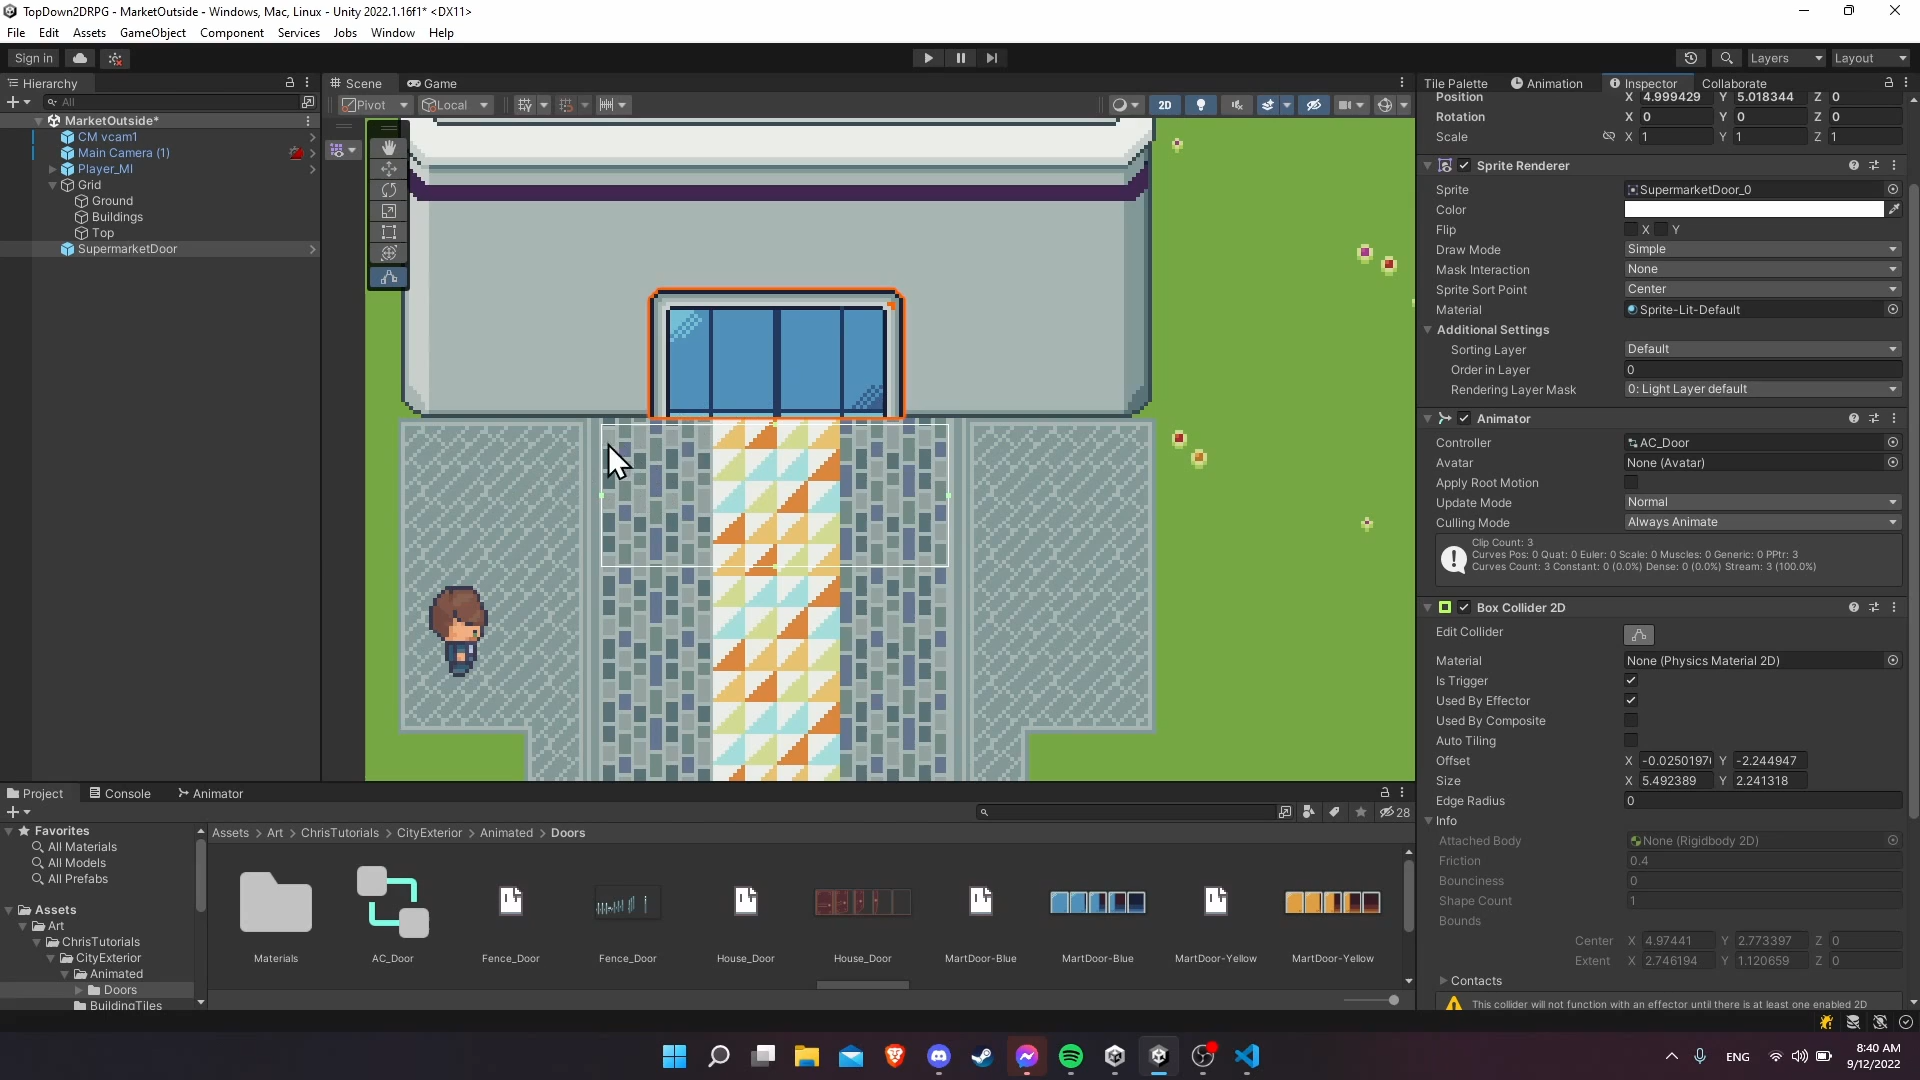 TopDown2DRPG - MarketOutside - Windows, Mac, Linux - Unity 2022.1.16f1* <DX11>
File Edit Assets GameObject Component Services Jobs Window Help
Sign in
Layers
Layout
Hierarchy
All
MarketOutside*
CM vcam1
Main Camera (1)
Player_MI
Grid
Ground
Buildings
Top
SupermarketDoor
Scene
Game
Pivot
Local
2D
Tile Palette
Animation
Inspector
Collaborate
Position X 4.999429 Y 5.018344 Z 0
Rotation X 0 Y 0 Z 0
Scale X 1 Y 1 Z 1
Sprite Renderer
Sprite SupermarketDoor_0
Color
Flip X Y
Draw Mode Simple
Mask Interaction None
Sprite Sort Point Center
Material Sprite-Lit-Default
Additional Settings
Sorting Layer Default
Order in Layer 0
Rendering Layer Mask 0: Light Layer default
Animator
Controller AC_Door
Avatar None (Avatar)
Apply Root Motion
Update Mode Normal
Culling Mode Always Animate
Clip Count: 3
Curves Pos: 0 Quat: 0 Euler: 0 Scale: 0 Muscles: 0 Generic: 0 PPtr: 3
Curves Count: 3 Constant: 0 (0.0%) Dense: 0 (0.0%) Stream: 3 (100.0%)
Box Collider 2D
Edit Collider
Material None (Physics Material 2D)
Is Trigger
Used By Effector
Used By Composite
Auto Tiling
Offset X -0.0250197 Y -2.244947
Size X 5.492389 Y 2.241318
Edge Radius 0
Info
Attached Body None (Rigidbody 2D)
Friction 0.4
Bounciness 0
Shape Count 1
Bounds
Center X 4.97441 Y 2.773397 Z 0
Extent X 2.746194 Y 1.120659 Z 0
Contacts
This collider will not function with an effector until there is at least one enabled 2D
Project
Console
Animator
28
Favorites
All Materials
All Models
All Prefabs
Assets
Art
ChrisTutorials
CityExterior
Animated
Doors
BuildingTiles
Assets > Art > ChrisTutorials > CityExterior > Animated > Doors
Materials
AC_Door
Fence_Door
Fence_Door
House_Door
House_Door
MartDoor-Blue
MartDoor-Blue
MartDoor-Yellow
MartDoor-Yellow
ENG
8:40 AM
9/12/2022